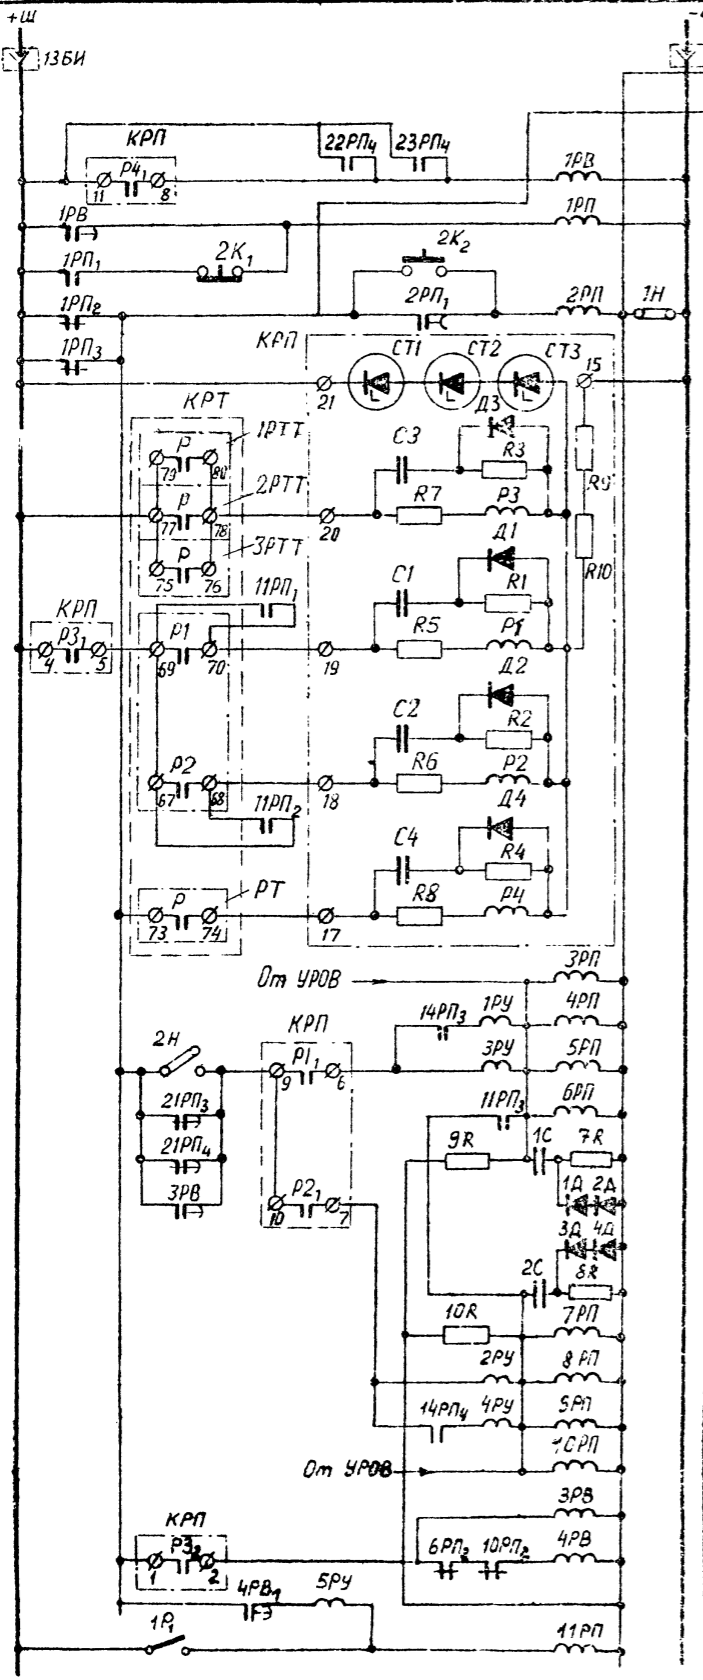 +Ш
13БИ
КРП
22РП4 23РП4
Р4₁
1РВ
11 8
1РВ
1РП
1РП₁
2К₁
2К₂
1РП₂
2РП₁
2РП
1Н
1РП₃
КРП
СТ1 СТ2 СТ3
15
21
КРТ
Д3
1РТТ
Р
79 80
С3
R3
R9
2РТТ
Р
77 78
20
R7
Р3
3РТТ
Р
75 76
Д1
R10
11РП₁
С1
R1
КРП
Р3₁
4 5
Р1
69 70
19
R5
Р1
Д2
С2
R2
Р2
67 68
18
R6
Р2
11РП₂
Д4
С4
R4
РТ
Р
73 74
17
R8
Р4
От УРОВ
3РП
КРП
14РП₃
1РУ
4РП
2Н
Р1₁
9 6
3РУ
5РП
21РП₃
11РП₃
6РП
21РП₄
9R
1С
7R
3РВ
Р2₁
10 7
1Д 2Д
3Д 4Д
2С
8R
10R
7РП
2РУ
8РП
14РП₄
4РУ
9РП
От УРОВ
10РП
КРП
3РВ
Р3₂
1 2
6РП₂ 10РП₂
4РВ
4РВ₁
5РУ
1Р₁
11РП